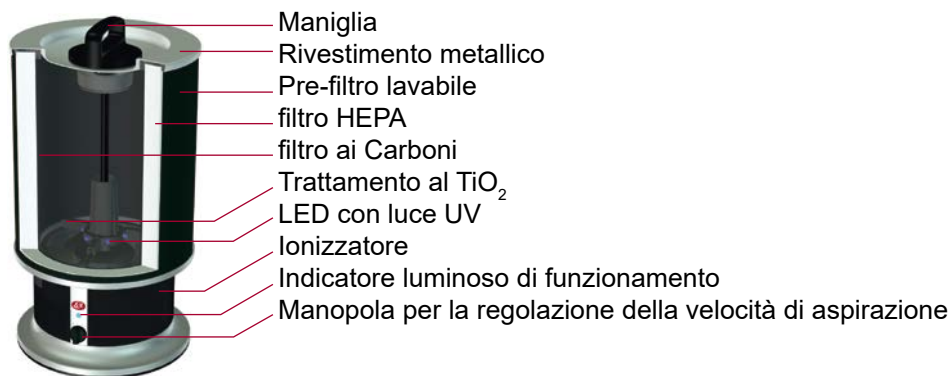 Maniglia
Rivestimento metallico
Pre-filtro lavabile
filtro HEPA
filtro ai Carboni
Trattamento al TiO₂
LED con luce UV
Ionizzatore
Indicatore luminoso di funzionamento
Manopola per la regolazione della velocità di aspirazione